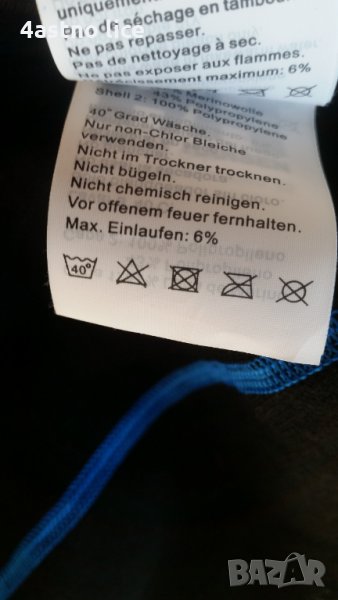 4astno lice
uniquement
séchage en tambour
Ne pas repasser.
Pas de nettoyage à sec.
Ne pas exposer aux flammes.
maximum: 6%
43% Merinowolle
Shell 2: 100% Polypropylene
40° Grad Wäsche.
Nur non-Chlor Bleiche
verwenden.
Nicht im Trockner trocknen.
Nicht bügeln.
Nicht chemisch reinigen.
Vor offenem feuer fernhalten.
Max. Einlaufen: 6%
40°
BAZAR.bg